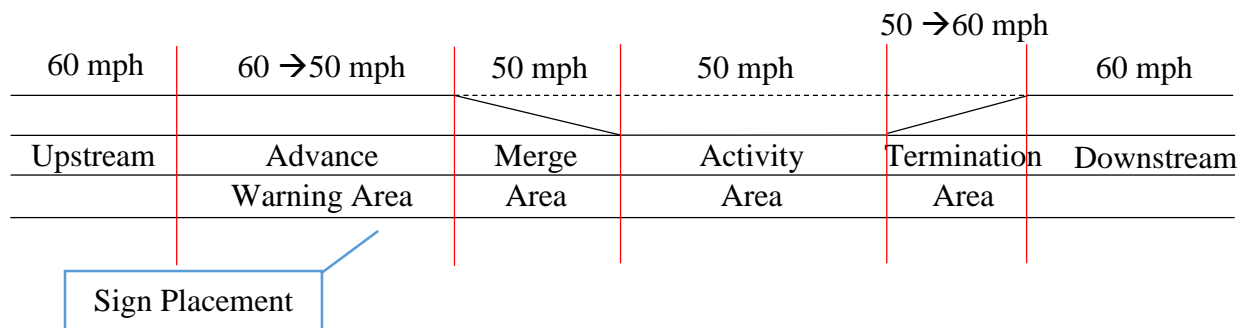 50 →60 mph
60 mph 60 →50 mph 50 mph 50 mph 60 mph
Upstream Advance Merge Activity Termination Downstream
Warning Area Area Area Area
Sign Placement